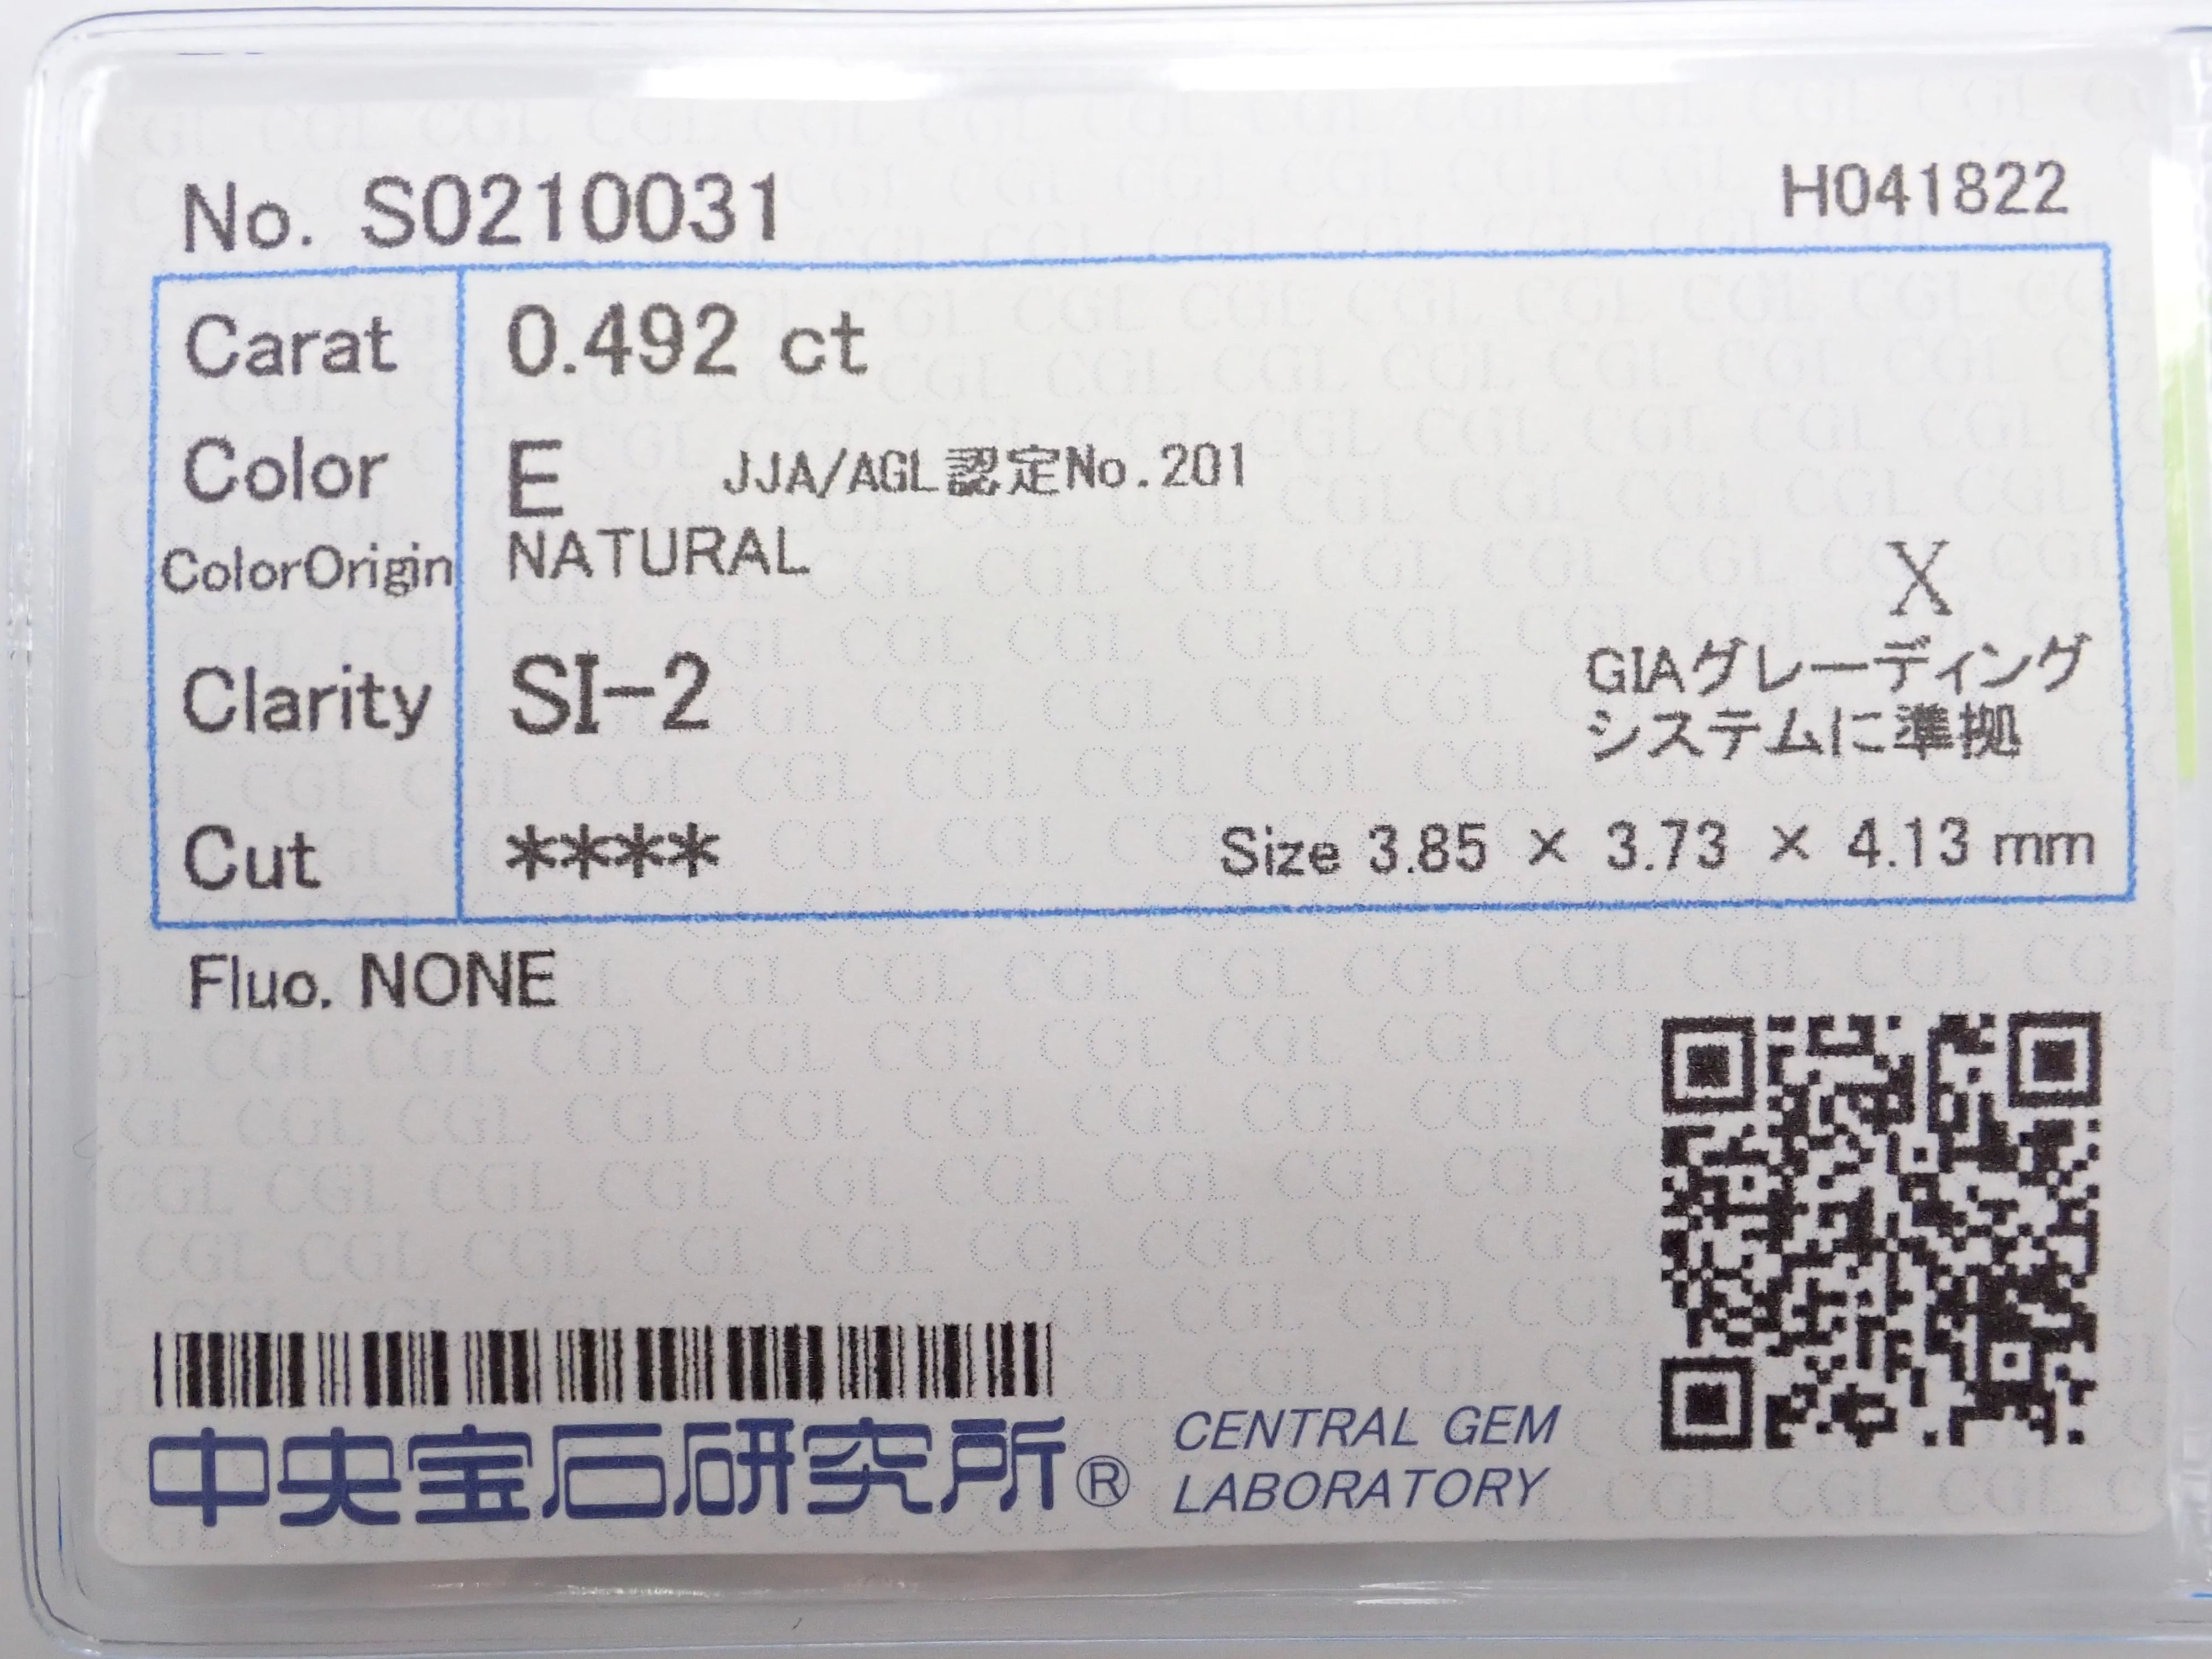 No. S0210031
H041822
Carat 0.492 ct
Color E JJA/AGL認定No.201
ColorOrigin NATURAL
X
Clarity SI-2
GIAグレーディング
システムに準拠
Cut ****
Size 3.85 × 3.73 × 4.13 mm
Fluo. NONE
中央宝石研究所®
CENTRAL GEM
LABORATORY